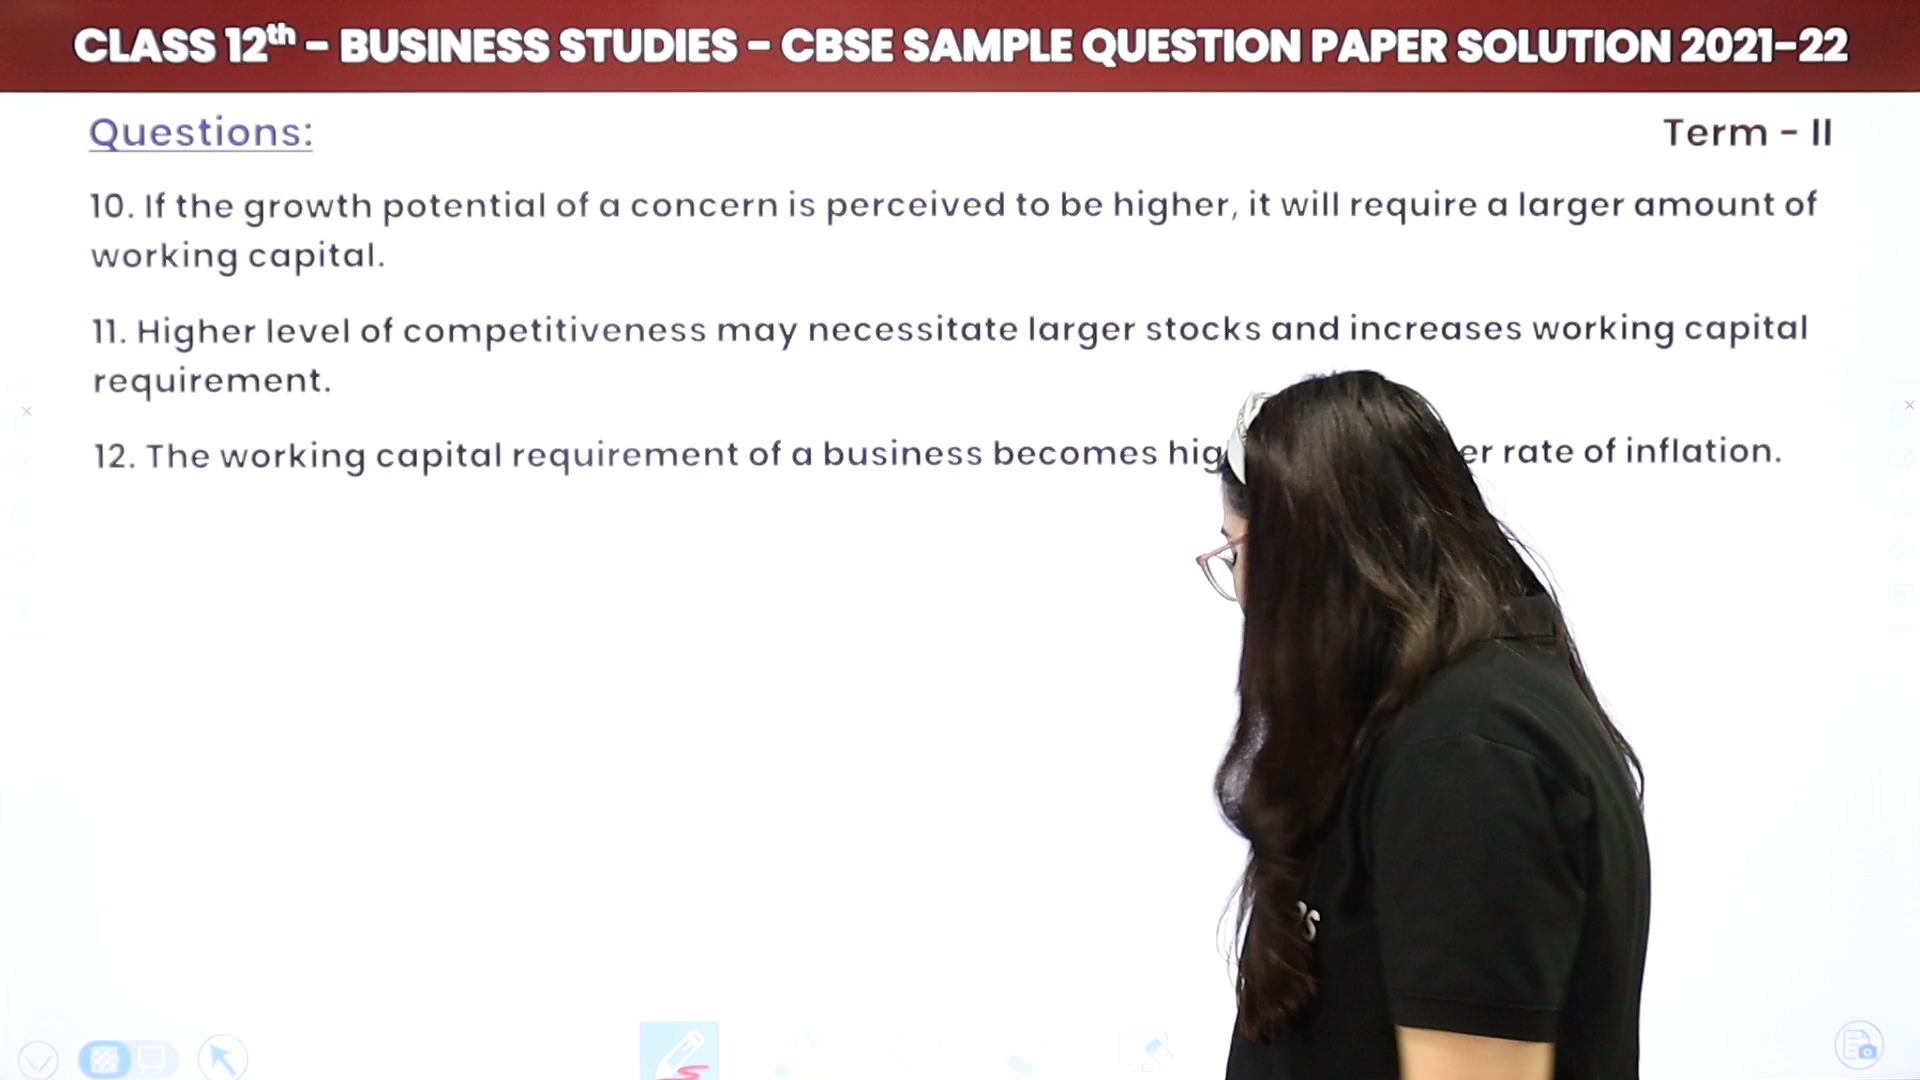 CLASS 12th – BUSINESS STUDIES – CBSE SAMPLE QUESTION PAPER SOLUTION 2021–22
Questions:
Term - II
10. If the growth potential of a concern is perceived to be higher, it will require a larger amount of
working capital.
11. Higher level of competitiveness may necessitate larger stocks and increases working capital
requirement.
12. The working capital requirement of a business becomes rate of inflation.